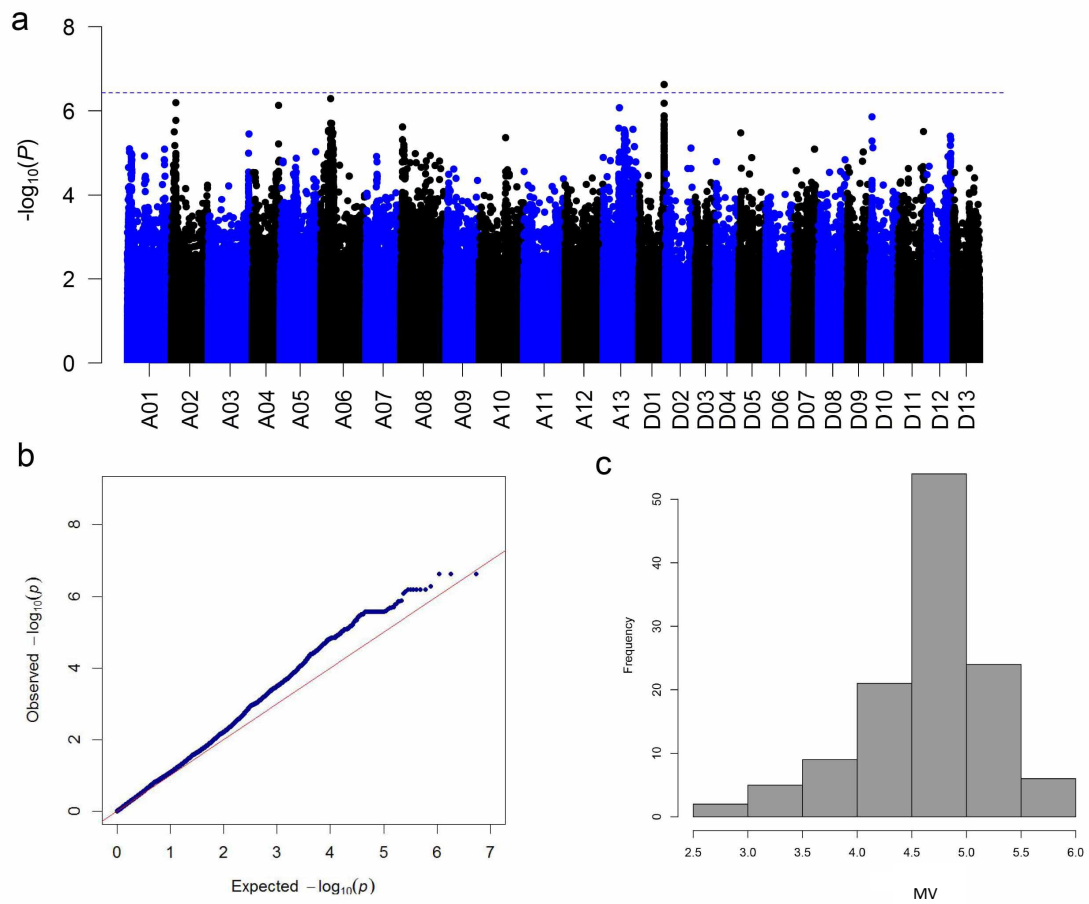 a
8
6
4
2
0
-log10(P)
A01 A02 A03 A04 A05 A06 A07 A08 A09 A10 A11 A12 A13 D01 D02 D03 D04 D05 D06 D07 D08 D09 D10 D11 D12 D13
b
8
6
4
2
0
Observed −log10(p)
0 1 2 3 4 5 6 7
Expected −log10(p)
c
50
40
30
20
10
0
Frequency
2.5 3.0 3.5 4.0 4.5 5.0 5.5 6.0
MV